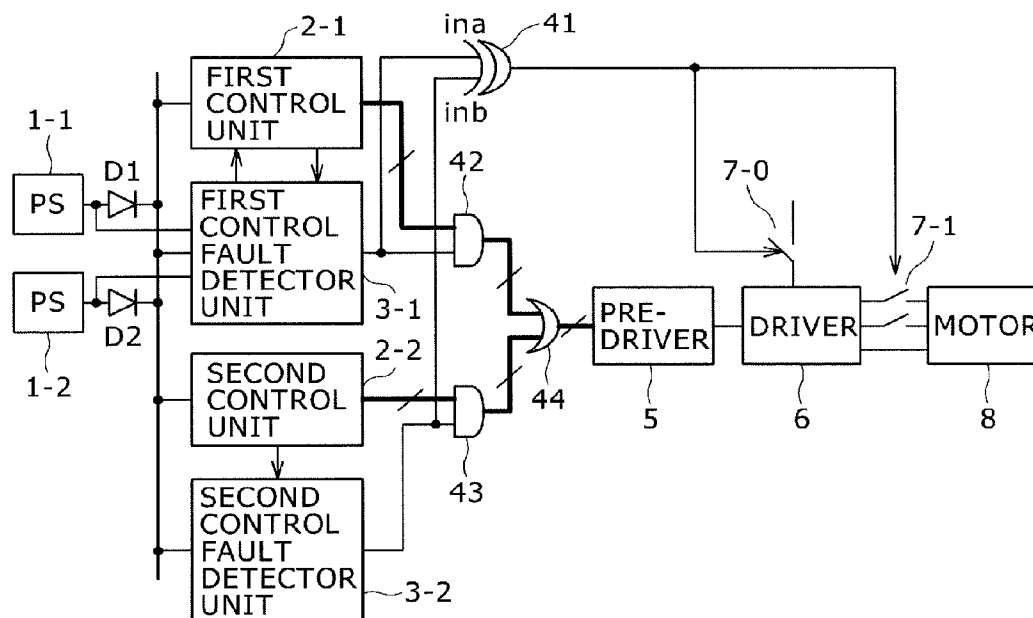 2-1
ina
41
FIRST
CONTROL
UNIT
inb
1-1
D1
42
7-0
PS
FIRST
CONTROL
FAULT
DETECTOR
UNIT
7-1
PS
3-1
D2
PRE-
DRIVER
DRIVER
MOTOR
1-2
2-2
SECOND
CONTROL
UNIT
44
5
6
8
43
SECOND
CONTROL
FAULT
DETECTOR
UNIT
3-2